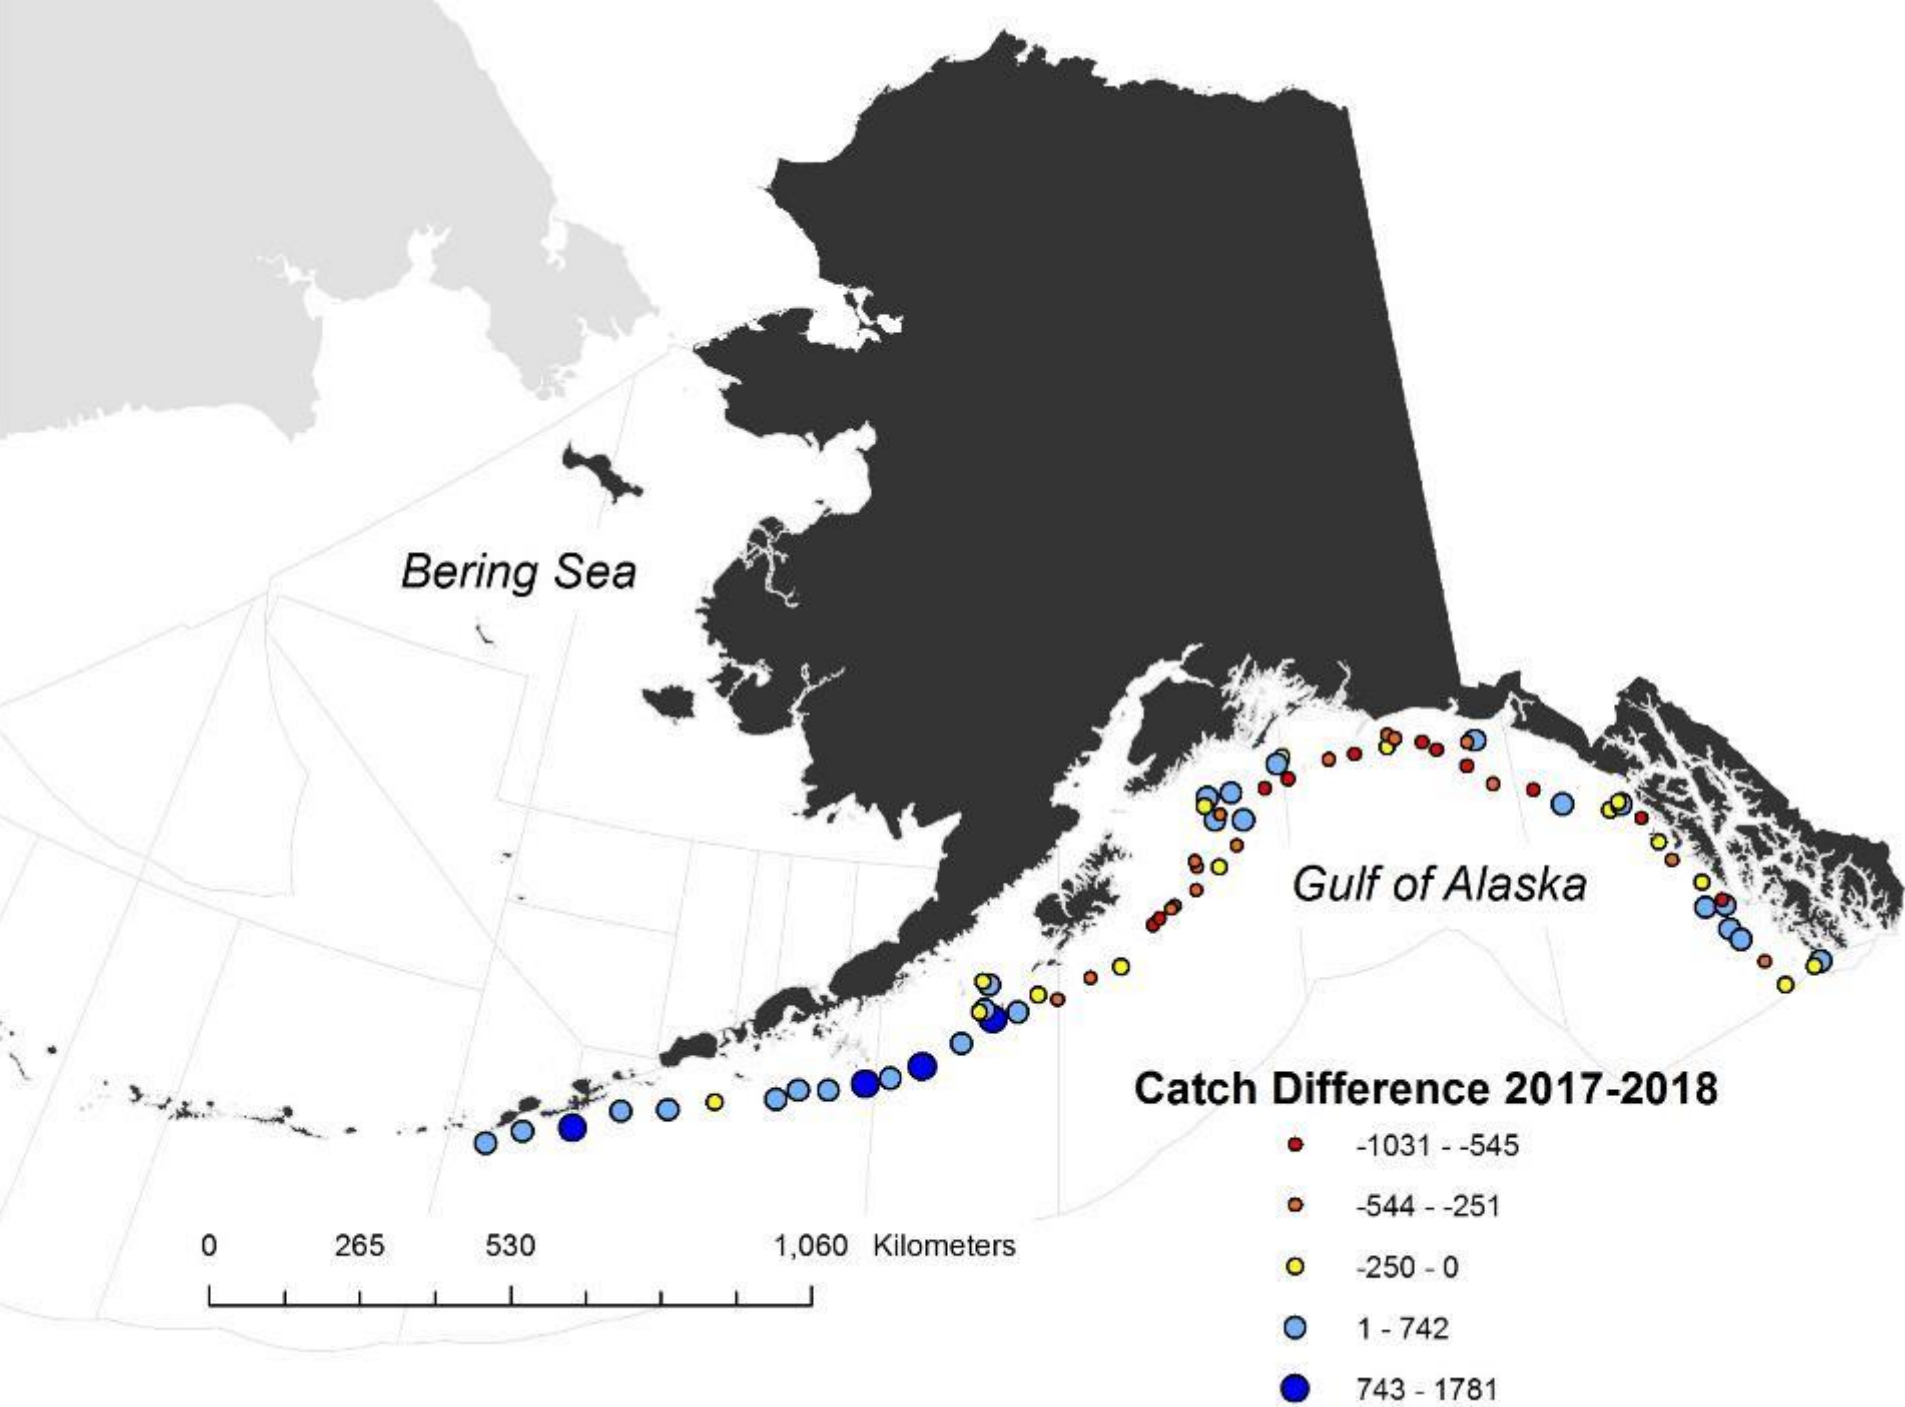 Bering Sea
Gulf of Alaska
Catch Difference 2017-2018
-1031 - -545
-544 - -251
-250 - 0
1 - 742
743 - 1781
0 265 530 1,060 Kilometers